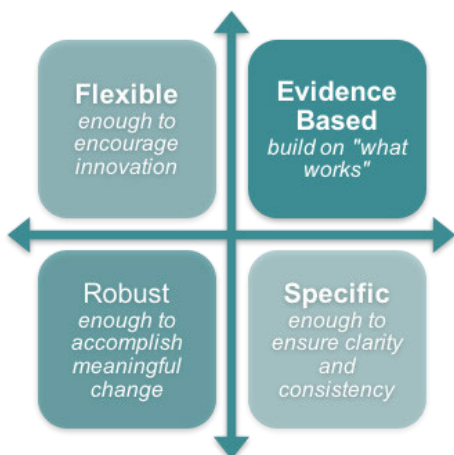 Flexible
enough to
encourage
innovation
Evidence
Based
build on "what
works"
Robust
enough to
accomplish
meaningful
change
Specific
enough to
ensure clarity
and
consistency